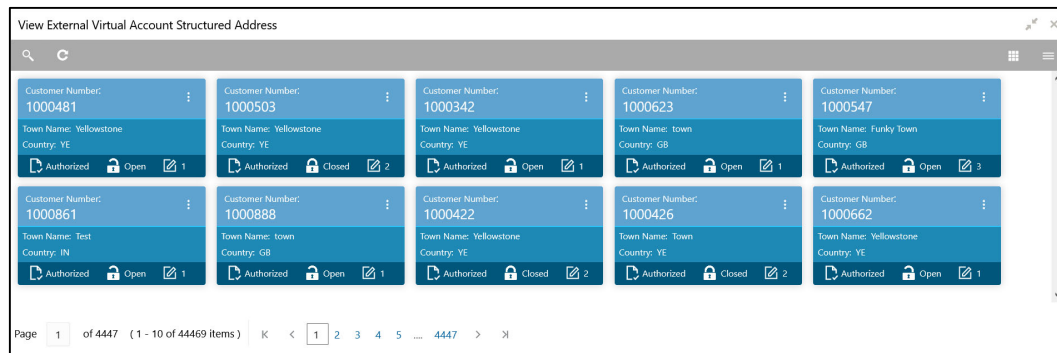 View External Virtual Account Structured Address
Customer Number:
1000481
Town Name: Yellowstone
Country: YE
Authorized Open 1
Customer Number:
1000503
Town Name: Yellowstone
Country: YE
Authorized Closed 2
Customer Number:
1000342
Town Name: Yellowstone
Country: YE
Authorized Open 1
Customer Number:
1000623
Town Name: town
Country: GB
Authorized Open 1
Customer Number:
1000547
Town Name: Funky Town
Country: GB
Authorized Open 3
Customer Number:
1000861
Town Name: Test
Country: IN
Authorized Open 1
Customer Number:
1000888
Town Name: town
Country: GB
Authorized Open 1
Customer Number:
1000422
Town Name: Yellowstone
Country: YE
Authorized Closed 2
Customer Number:
1000426
Town Name: Town
Country: YE
Authorized Closed 2
Customer Number:
1000662
Town Name: Yellowstone
Country: YE
Authorized Open 1
Page 1 of 4447 ( 1 - 10 of 44469 items ) 1 2 3 4 5 .... 4447